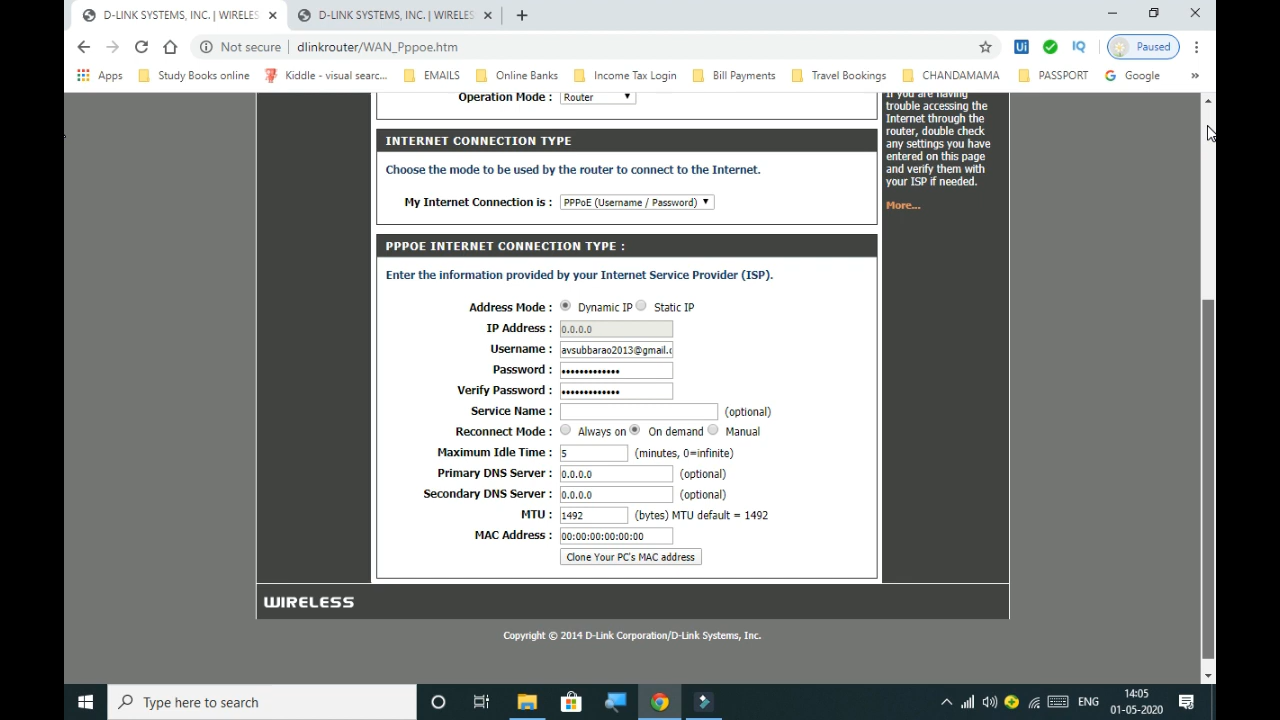 D-LINK SYSTEMS, INC. | WIRELES
D-LINK SYSTEMS, INC. | WIRELES
Not secure dlinkrouter/WAN_Pppoe.htm
Paused
Apps Study Books online Kiddle - visual searc... EMAILS Online Banks Income Tax Login Bill Payments Travel Bookings CHANDAMAMA PASSPORT Google »
Operation Mode : Router
INTERNET CONNECTION TYPE
Choose the mode to be used by the router to connect to the Internet.
My Internet Connection is : PPPoE (Username / Password)
PPPOE INTERNET CONNECTION TYPE :
Enter the information provided by your Internet Service Provider (ISP).
Address Mode : Dynamic IP Static IP
IP Address : 0.0.0.0
Username : avsubbarao2013@gmail.c
Password : •••••••••••••
Verify Password : •••••••••••••
Service Name : (optional)
Reconnect Mode : Always on On demand Manual
Maximum Idle Time : 5 (minutes, 0=infinite)
Primary DNS Server : 0.0.0.0 (optional)
Secondary DNS Server : 0.0.0.0 (optional)
MTU : 1492 (bytes) MTU default = 1492
MAC Address : 00:00:00:00:00:00
Clone Your PC's MAC address
If you are having
trouble accessing the
Internet through the
router, double check
any settings you have
entered on this page
and verify them with
your ISP if needed.
More...
WIRELESS
Copyright © 2014 D-Link Corporation/D-Link Systems, Inc.
Type here to search
ENG
14:05
01-05-2020